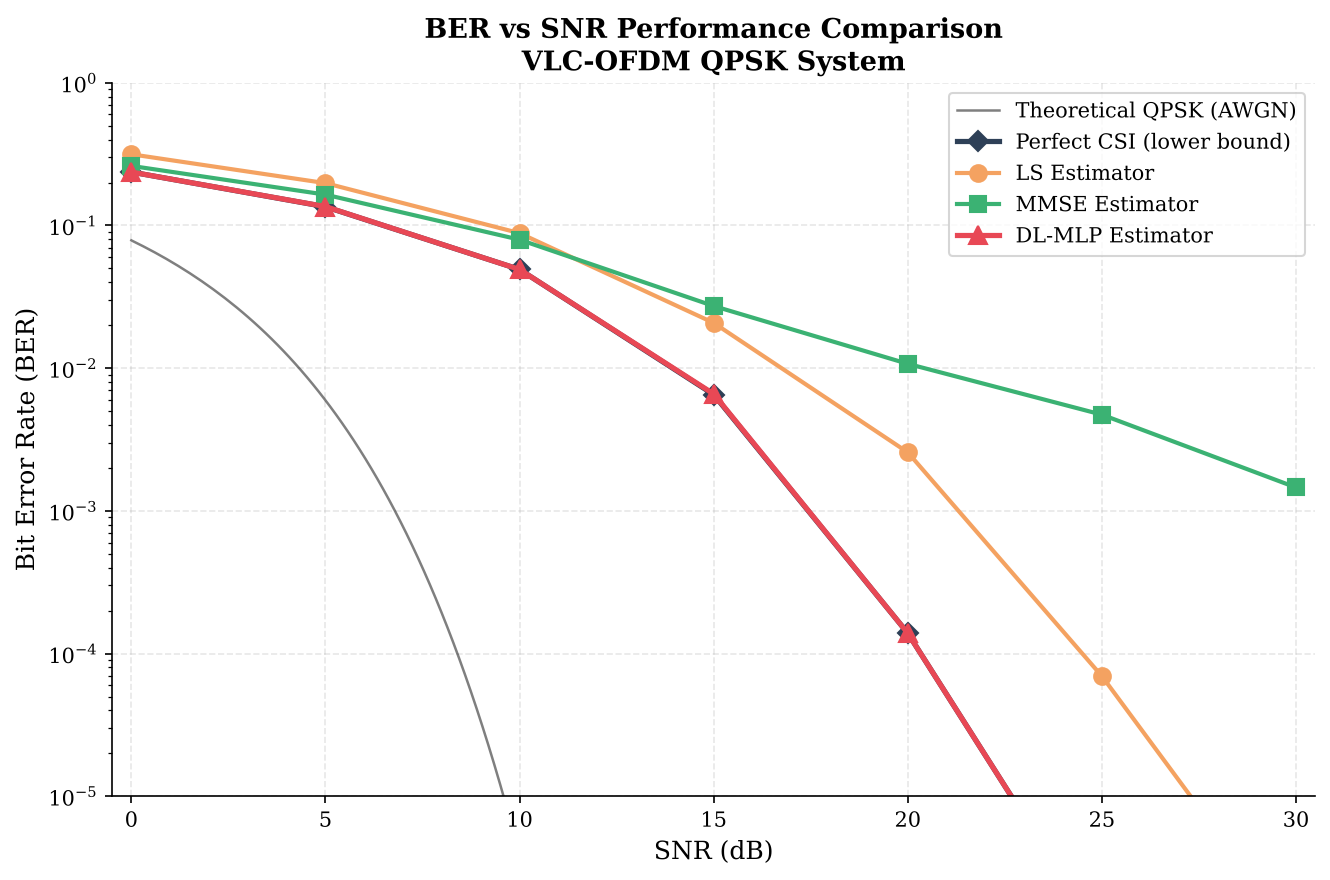 BER vs SNR Performance Comparison
VLC-OFDM QPSK System
Theoretical QPSK (AWGN)
Perfect CSI (lower bound)
LS Estimator
MMSE Estimator
DL-MLP Estimator
Bit Error Rate (BER)
10⁰
10⁻¹
10⁻²
10⁻³
10⁻⁴
10⁻⁵
0 5 10 15 20 25 30
SNR (dB)